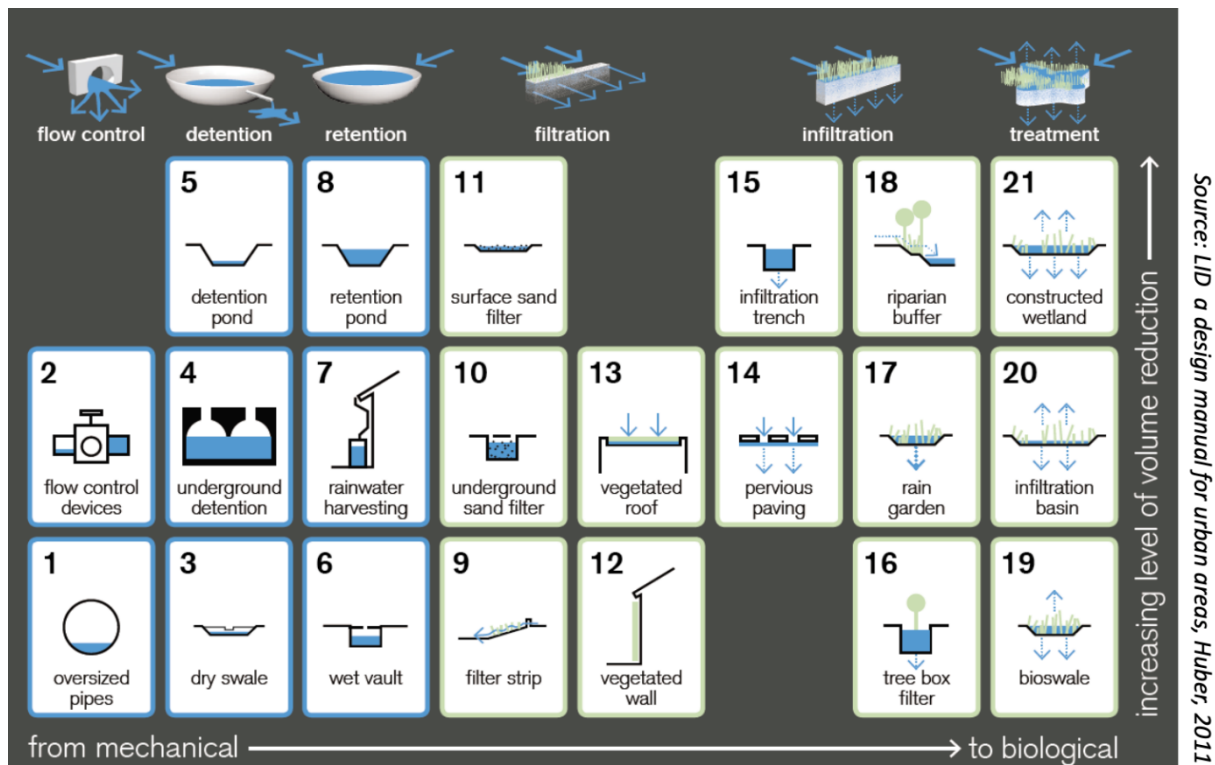 flow control
detention
retention
filtration
infiltration
treatment
5
detention
pond
8
retention
pond
11
surface sand
filter
15
infiltration
trench
18
riparian
buffer
21
constructed
wetland
2
flow control
devices
4
underground
detention
7
rainwater
harvesting
10
underground
sand filter
13
vegetated
roof
14
pervious
paving
17
rain
garden
20
infiltration
basin
1
oversized
pipes
3
dry swale
6
wet vault
9
filter strip
12
vegetated
wall
16
tree box
filter
19
bioswale
from mechanical
to biological
increasing level of volume reduction
Source: LID a design manual for urban areas, Huber, 2011